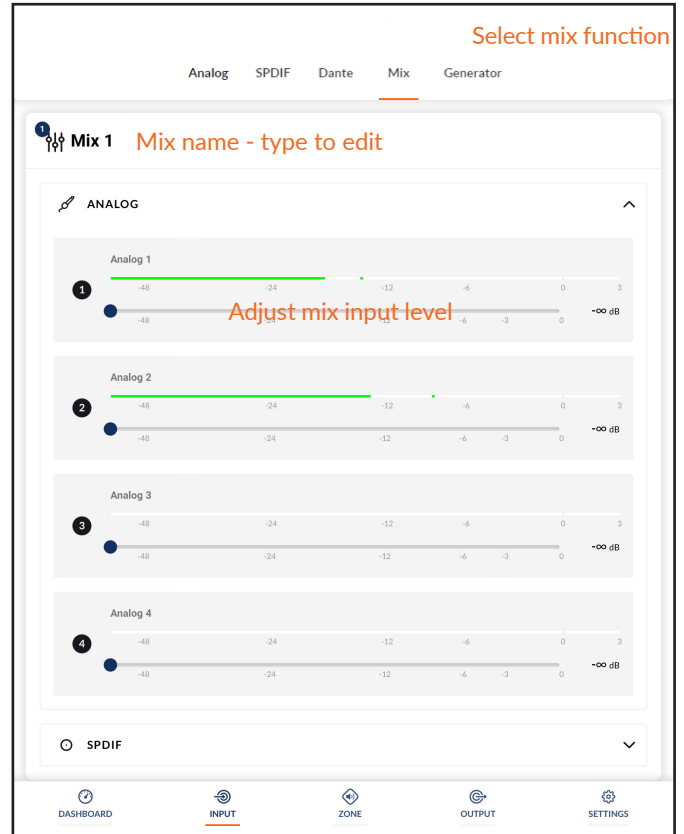 Select mix function
Analog SPDIF Dante Mix Generator
1
Mix 1 Mix name - type to edit
ANALOG
Analog 1
1
-48 -24 -12 -6 0 3
Adjust mix input level
-∞ dB
-48 -12 -6 -3 0
Analog 2
2
-48 -24 -12 -6 0 3
-∞ dB
-48 -24 -12 -6 -3 0
Analog 3
3
-48 -24 -12 -6 0 3
-∞ dB
-48 -24 -12 -6 -3 0
Analog 4
4
-48 -24 -12 -6 0 3
-∞ dB
-48 -24 -12 -6 -3 0
SPDIF
DASHBOARD INPUT ZONE OUTPUT SETTINGS